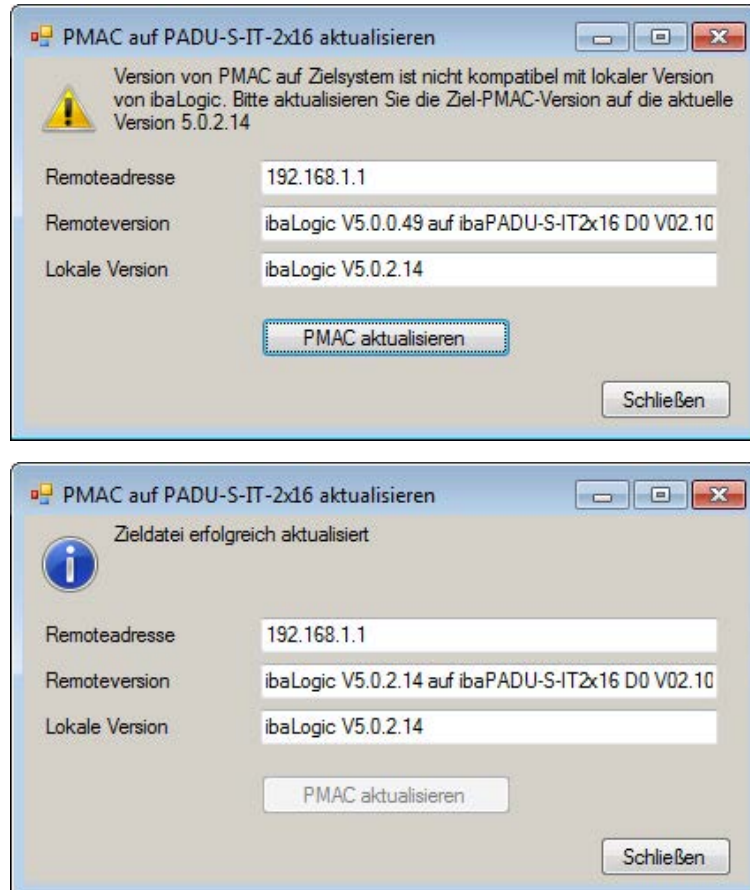 PMAC auf PADU-S-IT-2x16 aktualisieren
Version von PMAC auf Zielsystem ist nicht kompatibel mit lokaler Version
von ibaLogic. Bitte aktualisieren Sie die Ziel-PMAC-Version auf die aktuelle
Version 5.0.2.14
Remoteadresse 192.168.1.1
Remoteversion ibaLogic V5.0.0.49 auf ibaPADU-S-IT2x16 D0 V02.10
Lokale Version ibaLogic V5.0.2.14
PMAC aktualisieren
Schließen
PMAC auf PADU-S-IT-2x16 aktualisieren
Zieldatei erfolgreich aktualisiert
Remoteadresse 192.168.1.1
Remoteversion ibaLogic V5.0.2.14 auf ibaPADU-S-IT2x16 D0 V02.10
Lokale Version ibaLogic V5.0.2.14
PMAC aktualisieren
Schließen